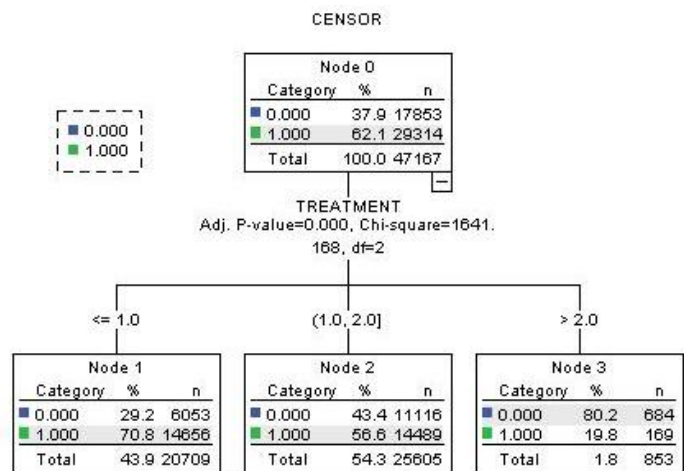 CENSOR
Node 0
Category % n
0.000 37.9 17853
1.000 62.1 29314
Total 100.0 47167
0.000
1.000
TREATMENT
Adj. P-value=0.000, Chi-square=1641.
168, df=2
<= 1.0
(1.0, 2.0]
> 2.0
Node 1
Category % n
0.000 29.2 6053
1.000 70.8 14656
Total 43.9 20709
Node 2
Category % n
0.000 43.4 11116
1.000 56.6 14489
Total 54.3 25605
Node 3
Category % n
0.000 80.2 684
1.000 19.8 169
Total 1.8 853